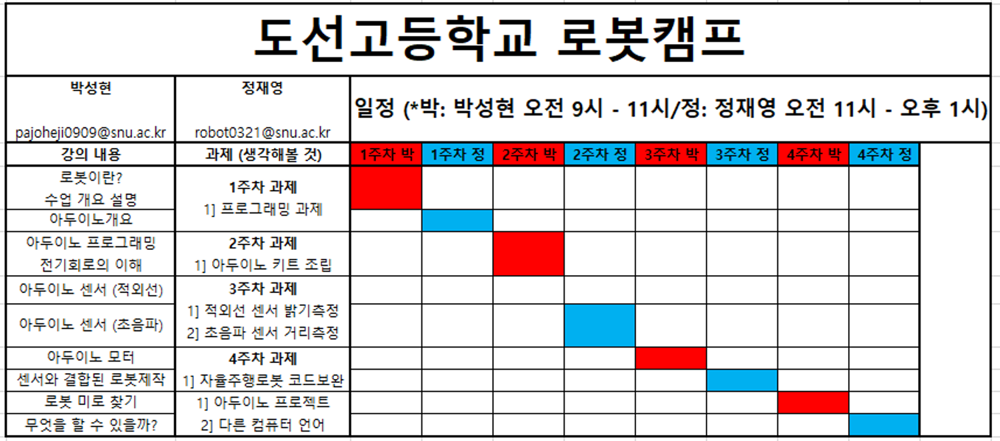 도선고등학교 로봇캠프
박성현
pajoheji0909@snu.ac.kr
정재영
robot0321@snu.ac.kr
일정 (*박: 박성현 오전 9시 - 11시/정: 정재영 오전 11시 - 오후 1시)
강의 내용
과제 (생각해볼 것)
1주차 박
1주차 정
2주차 박
2주차 정
3주차 박
3주차 정
4주차 박
4주차 정
로봇이란?
수업 개요 설명
아두이노개요
1주차 과제
1] 프로그래밍 과제
아두이노 프로그래밍
전기회로의 이해
2주차 과제
1] 아두이노 키트 조립
아두이노 센서 (적외선)
아두이노 센서 (초음파)
3주차 과제
1] 적외선 센서 밝기측정
2] 초음파 센서 거리측정
아두이노 모터
센서와 결합된 로봇제작
4주차 과제
1] 자율주행로봇 코드보완
로봇 미로 찾기
무엇을 할 수 있을까?
1] 아두이노 프로젝트
2] 다른 컴퓨터 언어